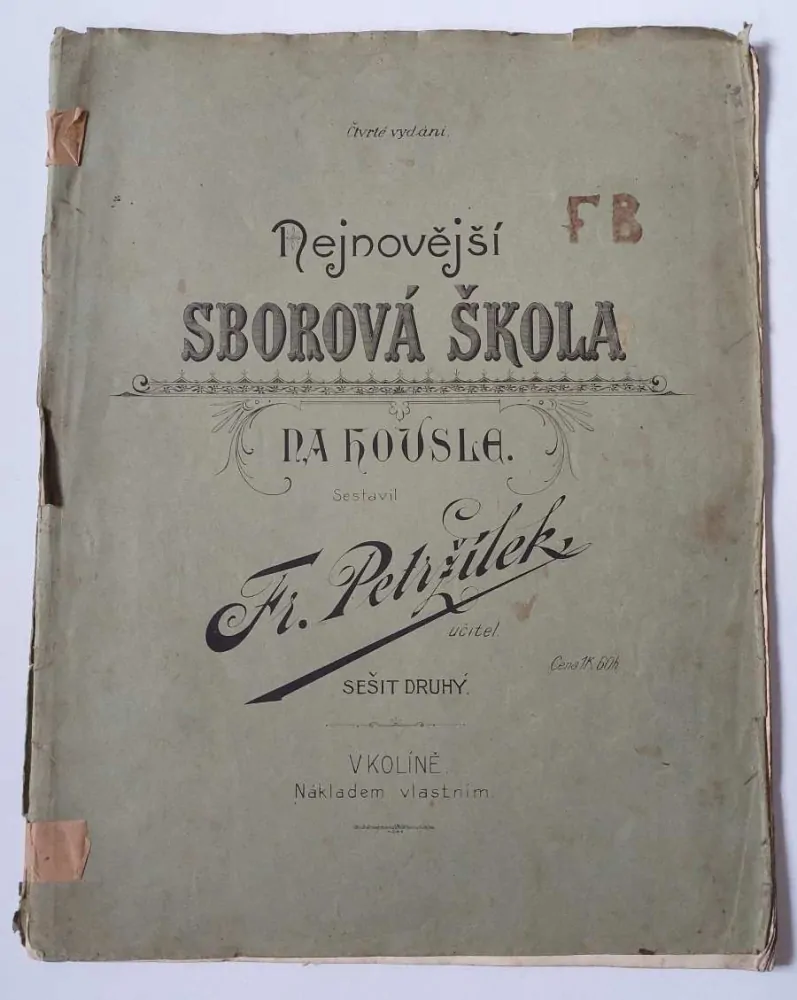 Čtvrté vydání.
F B
Nejnovější
SBOROVÁ ŠKOLA
NA HOUSLE.
Sestavil
Fr. Petržílek,
učitel.
Cena 1K. 60h.
SEŠIT DRUHÝ.
V KOLÍNĚ.
Nákladem vlastním.